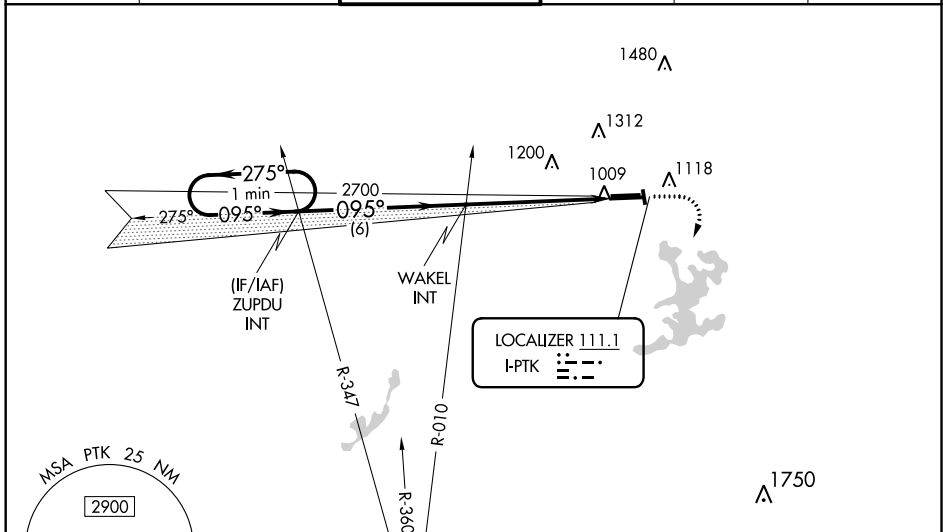 1480
1312
1200
1009
1118
275°
1 min
2700
275°
095°
095°
(6)
(IF/IAF)
ZUPDU
INT
WAKEL
INT
LOCALIZER 111.1
I-PTK
R-347
R-010
R-360
MSA PTK 25 NM
2900
1750